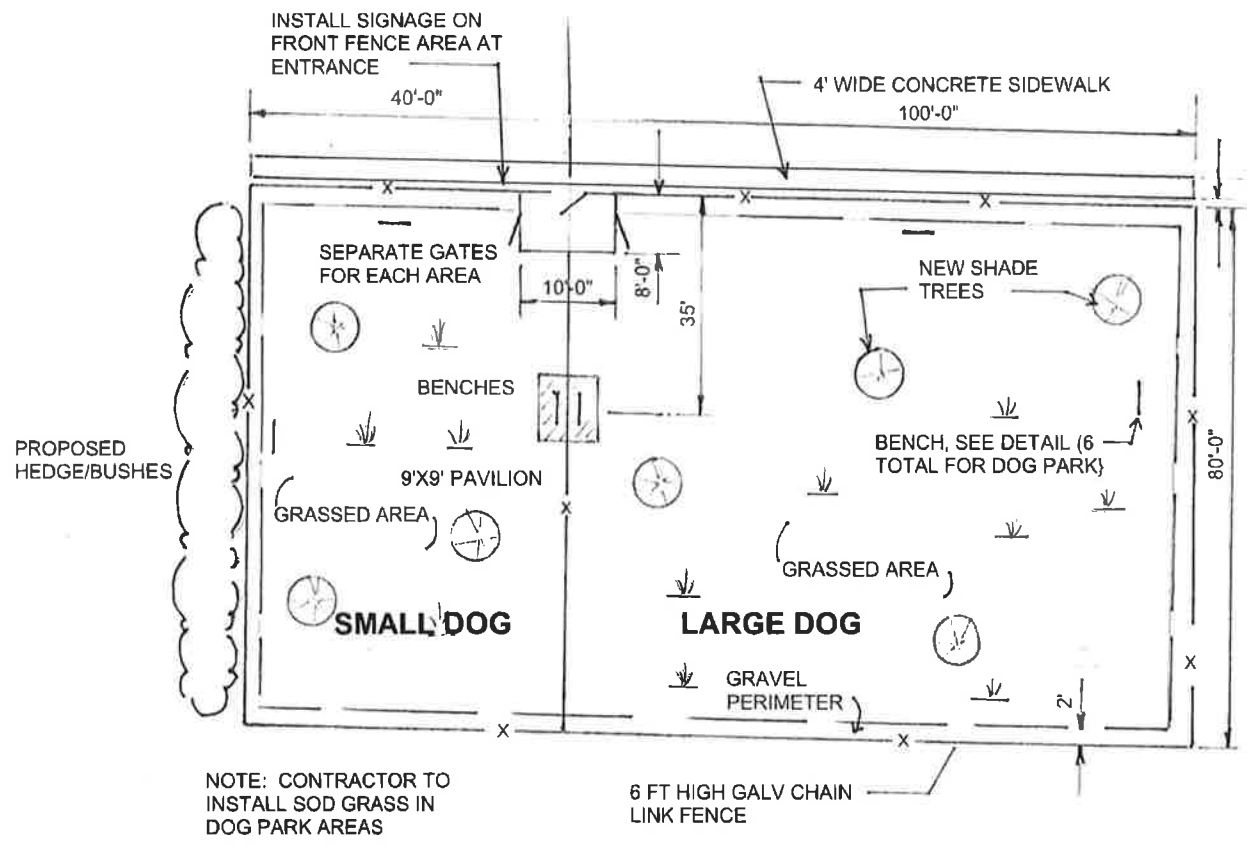 INSTALL SIGNAGE ON
FRONT FENCE AREA AT
ENTRANCE
4' WIDE CONCRETE SIDEWALK
40'-0"
100'-0"
X
X
X
SEPARATE GATES
FOR EACH AREA
10'-0"
8'-0"
35'
NEW SHADE
TREES
BENCHES
X
X
PROPOSED
HEDGE/BUSHES
BENCH, SEE DETAIL (6
TOTAL FOR DOG PARK}
80'-0"
9'X9' PAVILION
GRASSED AREA
X
GRASSED AREA
SMALL DOG
LARGE DOG
X
GRAVEL
PERIMETER
2'
X
X
NOTE: CONTRACTOR TO
INSTALL SOD GRASS IN
DOG PARK AREAS
6 FT HIGH GALV CHAIN
LINK FENCE